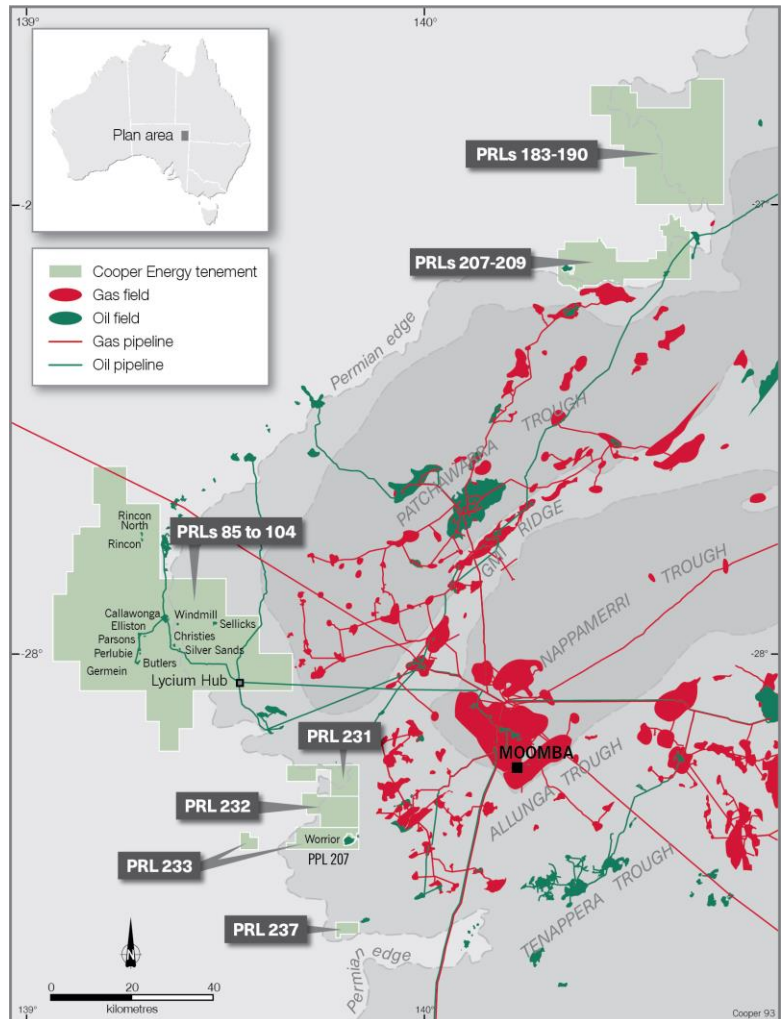 139°
140°
Plan area
PRLs 183-190
-2
-27°
Cooper Energy tenement
Gas field
Oil field
Gas pipeline
Oil pipeline
PRLs 207-209
Permian edge
PATCHAWARRA TROUGH
GMI RIDGE
NAPPAMERRI TROUGH
Rincon
North
Rincon
PRLs 85 to 104
Callawonga
Windmill
Elliston
Sellicks
Parsons
Christies
Perlubie
Silver Sands
Germein
Butlers
Lycium Hub
-28°
-28°
PRL 231
MOOMBA
ALLUNGA TROUGH
PRL 232
Worrior
PPL 207
PRL 233
TENAPPERA TROUGH
PRL 237
Permian edge
N
0 20 40
kilometres
139°
140°
Cooper 93